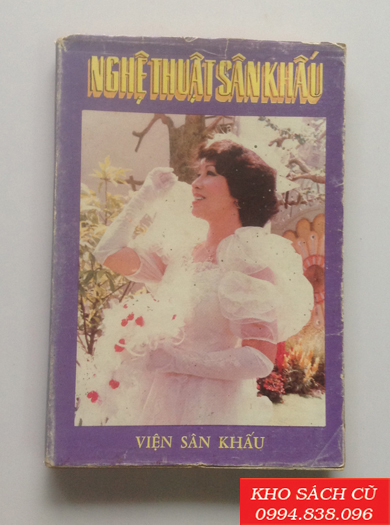 NGHỆ THUẬT SÂN KHẤU
VIỆN SÂN KHẤU
KHO SÁCH CŨ
0994.838.096